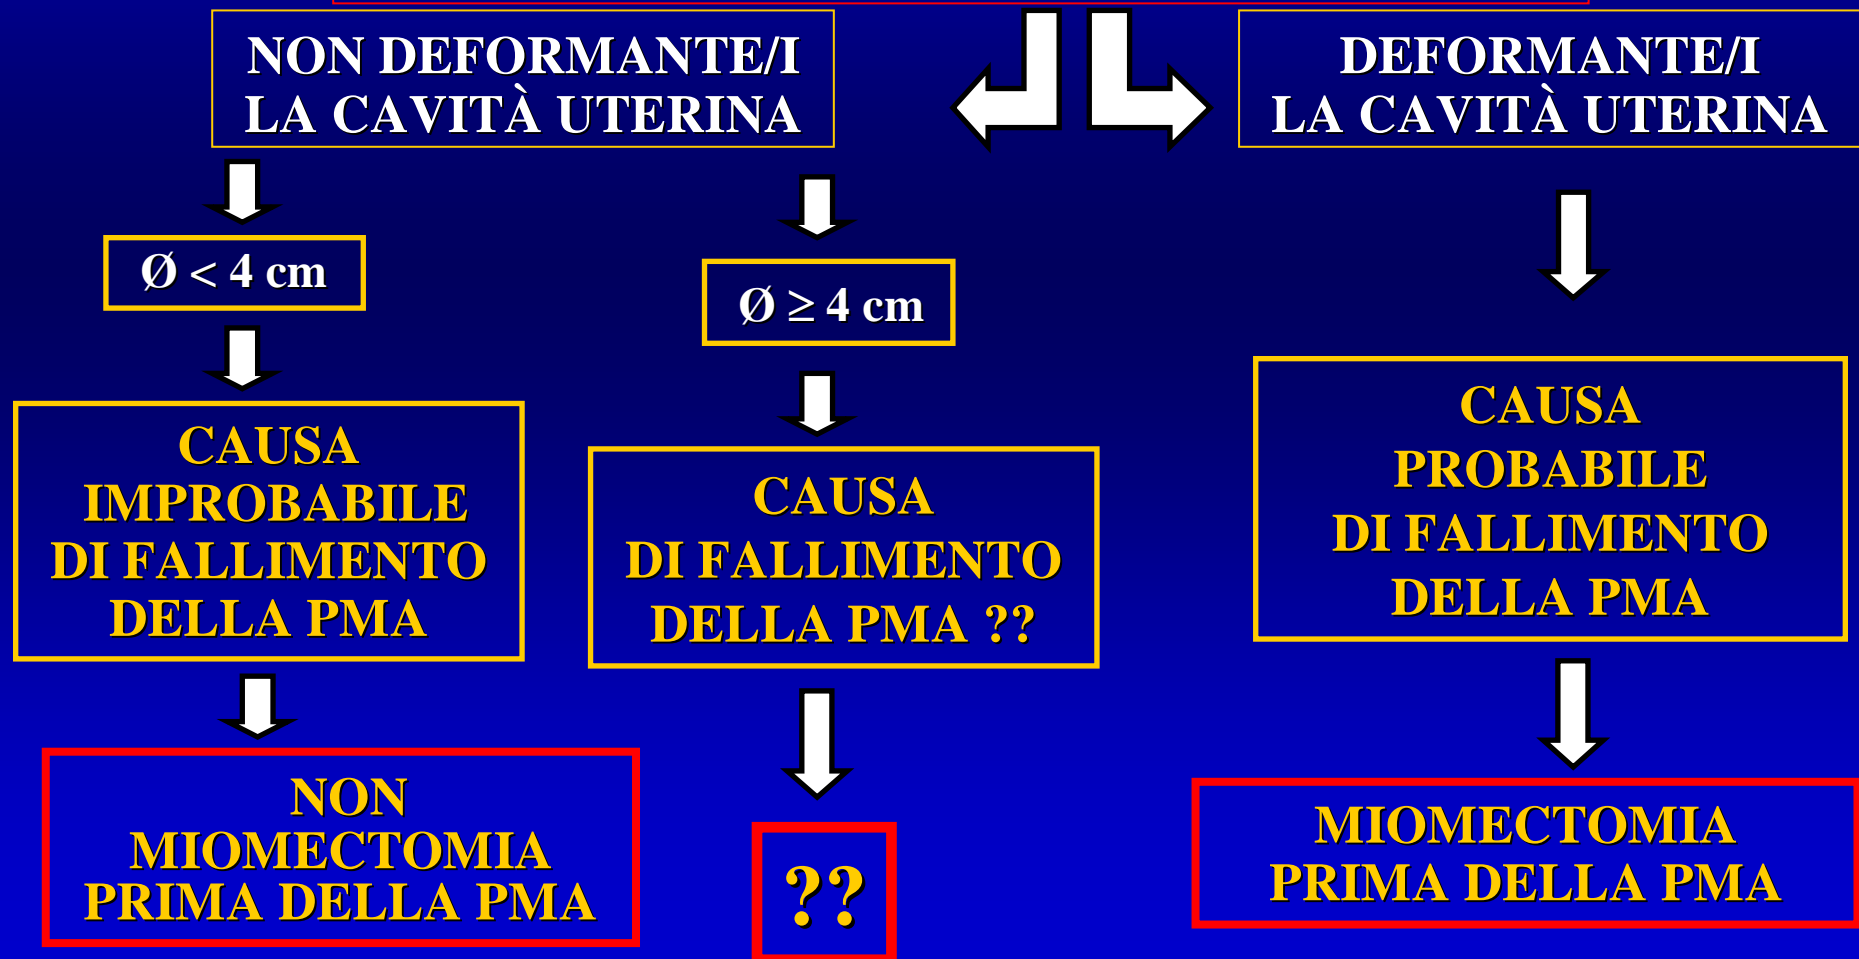 NON DEFORMANTE/I
LA CAVITÀ UTERINA
DEFORMANTE/I
LA CAVITÀ UTERINA
Ø < 4 cm
Ø ≥ 4 cm
CAUSA
IMPROBABILE
DI FALLIMENTO
DELLA PMA
CAUSA
DI FALLIMENTO
DELLA PMA ??
CAUSA
PROBABILE
DI FALLIMENTO
DELLA PMA
NON
MIOMECTOMIA
PRIMA DELLA PMA
??
MIOMECTOMIA
PRIMA DELLA PMA